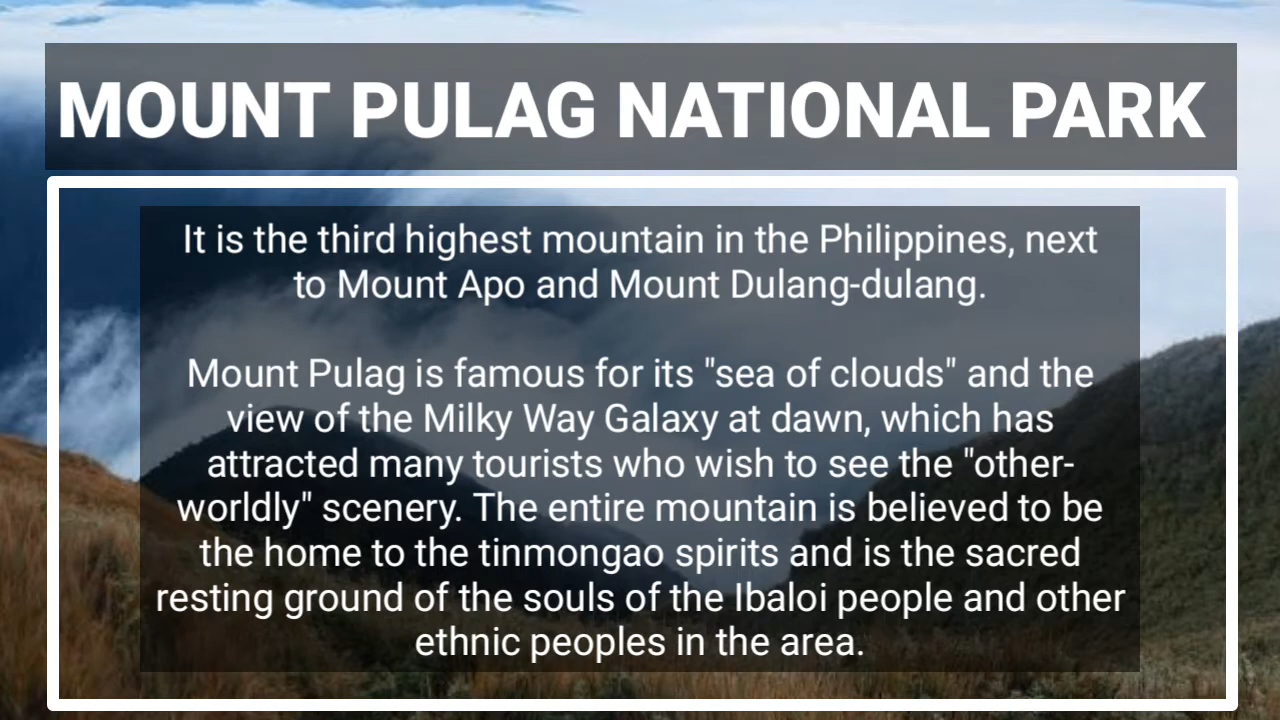 MOUNT PULAG NATIONAL PARK
It is the third highest mountain in the Philippines, next
to Mount Apo and Mount Dulang-dulang.
Mount Pulag is famous for its "sea of clouds" and the
view of the Milky Way Galaxy at dawn, which has
attracted many tourists who wish to see the "other-
worldly" scenery. The entire mountain is believed to be
the home to the tinmongao spirits and is the sacred
resting ground of the souls of the Ibaloi people and other
ethnic peoples in the area.